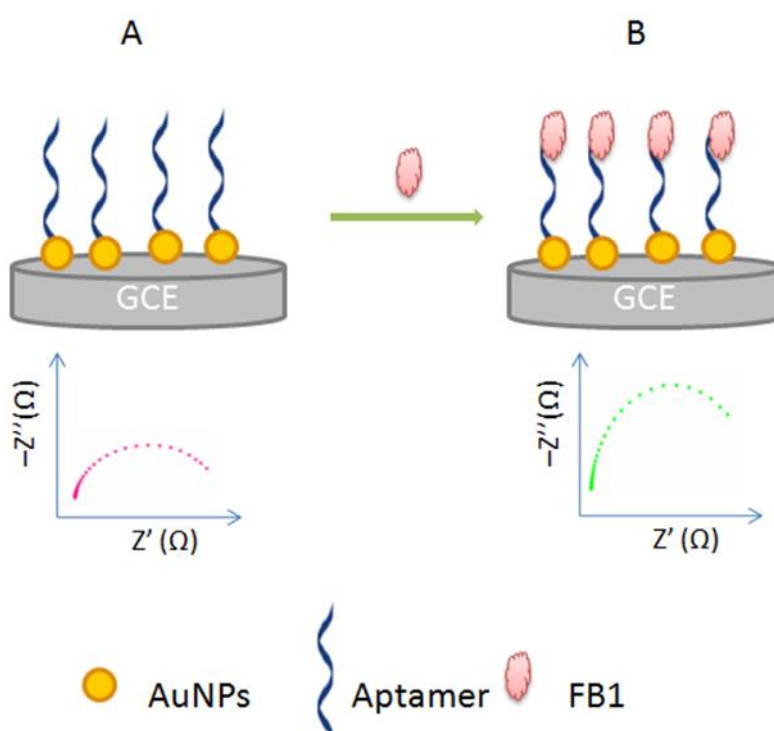 A
B
GCE
GCE
–Z′′(Ω)
Z′ (Ω)
–Z′′(Ω)
Z′ (Ω)
AuNPs
Aptamer
FB1